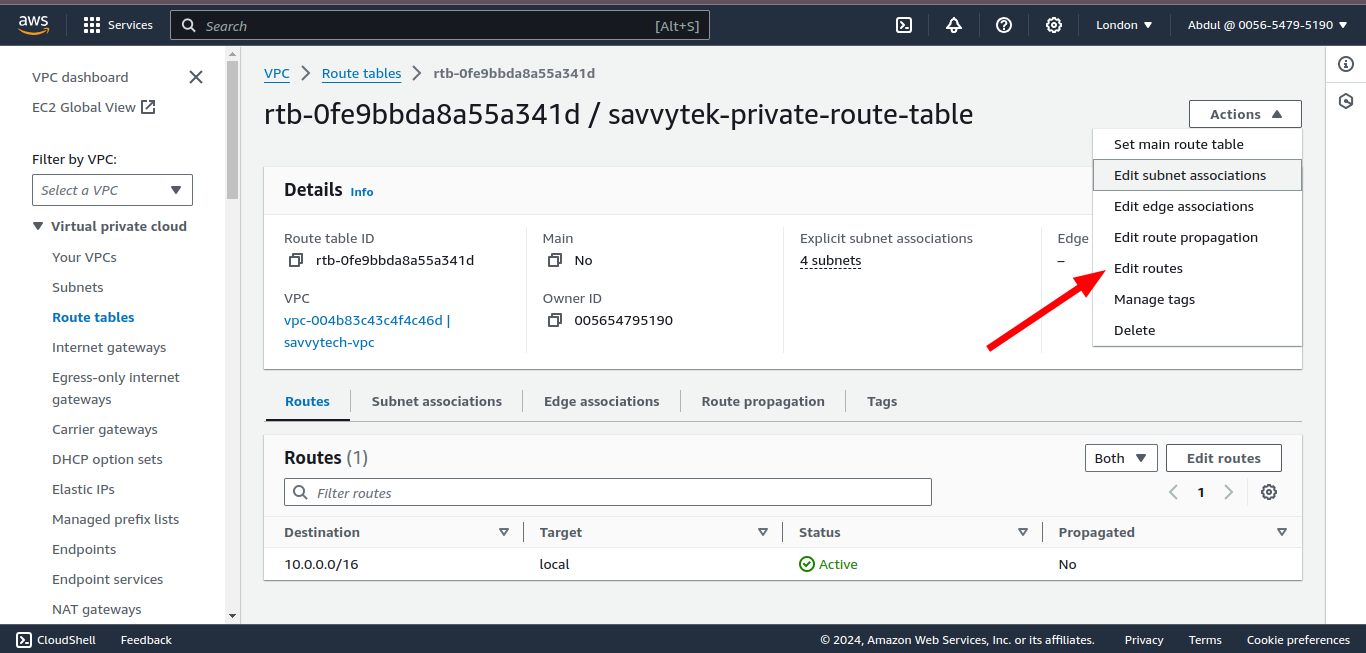 aws
Services
Search [Alt+S]
London
Abdul @ 0056-5479-5190
VPC dashboard
EC2 Global View
Filter by VPC:
Select a VPC
Virtual private cloud
Your VPCs
Subnets
Route tables
Internet gateways
Egress-only internet
gateways
Carrier gateways
DHCP option sets
Elastic IPs
Managed prefix lists
Endpoints
Endpoint services
NAT gateways
VPC Route tables rtb-0fe9bbda8a55a341d
rtb-0fe9bbda8a55a341d / savvytek-private-route-table
Actions
Set main route table
Edit subnet associations
Edit edge associations
Edit route propagation
Edit routes
Manage tags
Delete
Details Info
Route table ID
rtb-0fe9bbda8a55a341d
Main
No
Explicit subnet associations
4 subnets
Edge
–
VPC
vpc-004b83c43c4f4c46d |
savvytech-vpc
Owner ID
005654795190
Routes Subnet associations Edge associations Route propagation Tags
Routes (1)
Both
Edit routes
Filter routes
1
Destination Target Status Propagated
10.0.0.0/16 local Active No
CloudShell Feedback © 2024, Amazon Web Services, Inc. or its affiliates. Privacy Terms Cookie preferences